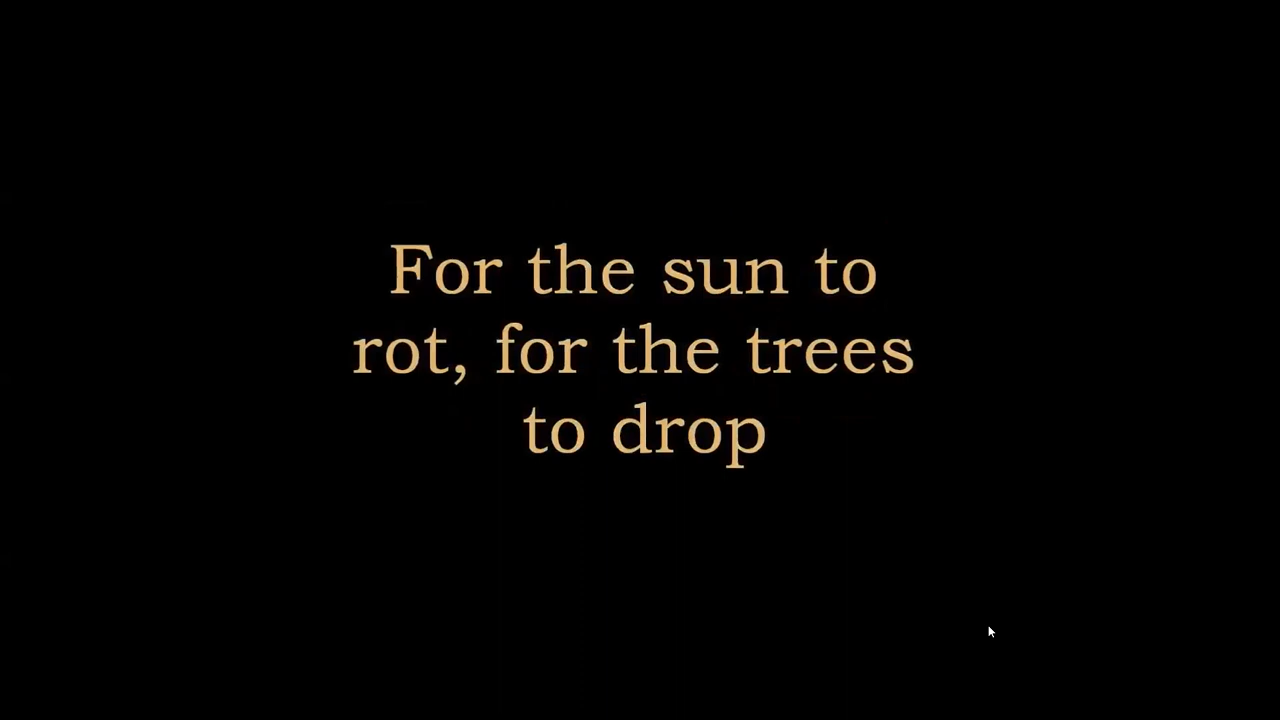 For the sun to
rot, for the trees
to drop